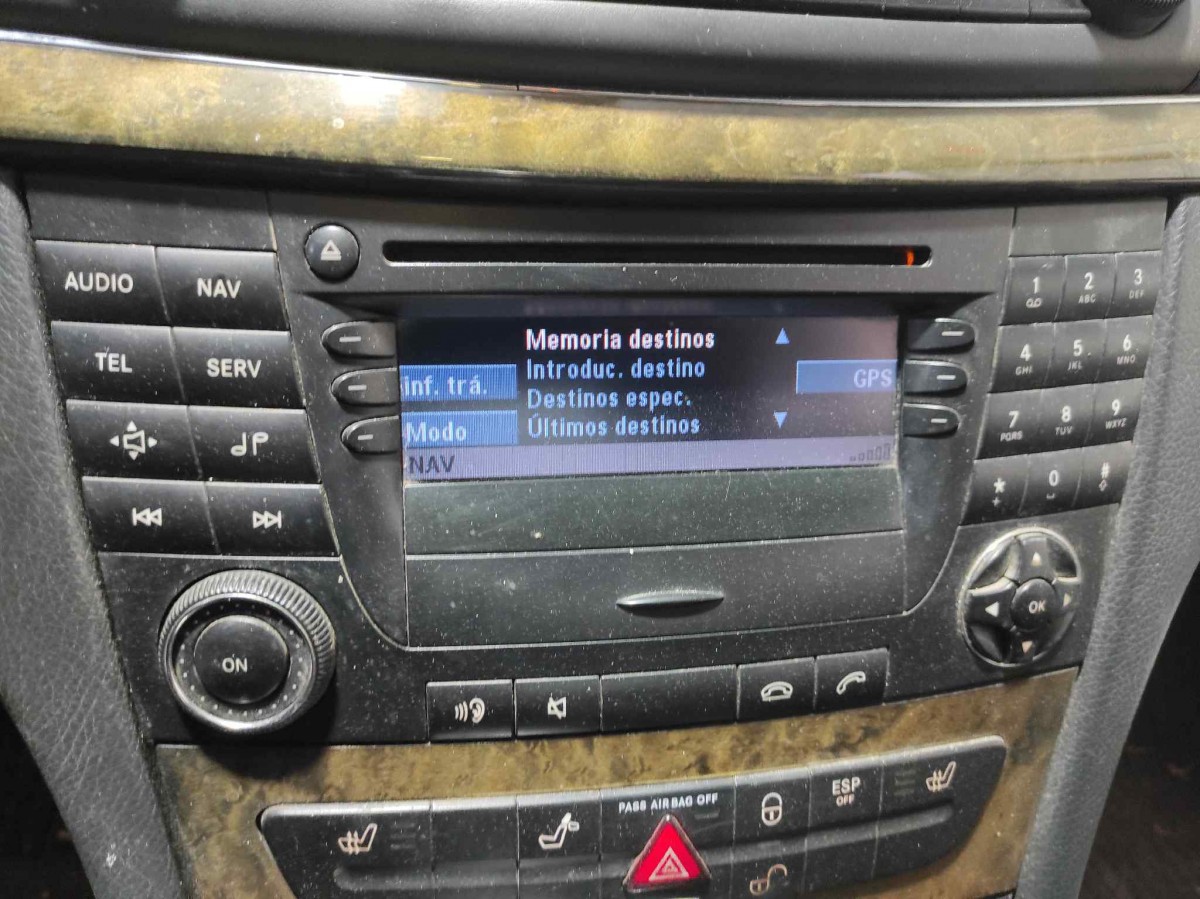 AUDIO
NAV
TEL
SERV
ON
Memoria destinos
Introduc. destino
Destinos espec.
Últimos destinos
inf. trá.
Modo
NAV
GPS
1
2 ABC
3 DEF
4 GHI
5 JKL
6 MNO
7 PQRS
8 TUV
9 WXYZ
*
+
0
#
OK
PASS AIRBAG OFF
ESP
OFF